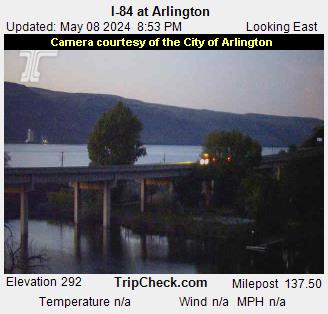 I-84 at Arlington
Updated: May 08 2024 8:53 PM Looking East
Camera courtesy of the City of Arlington
Elevation 292 TripCheck.com Milepost 137.50
Temperature n/a Wind n/a MPH n/a